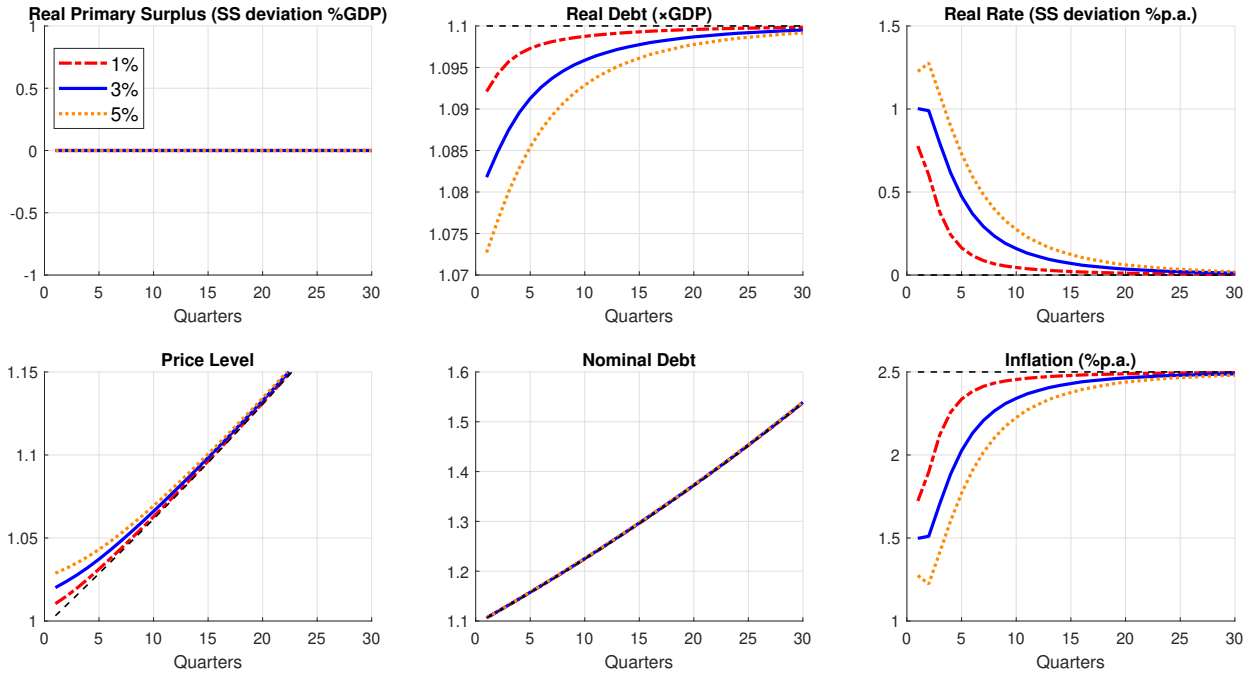 Real Primary Surplus (SS deviation %GDP)
1
0.5
0
-0.5
-1
1%
3%
5%
0 5 10 15 20 25 30
Quarters
Real Debt (×GDP)
1.1
1.095
1.09
1.085
1.08
1.075
1.07
0 5 10 15 20 25 30
Quarters
Real Rate (SS deviation %p.a.)
1.5
1
0.5
0
0 5 10 15 20 25 30
Quarters
Price Level
1.15
1.1
1.05
1
0 5 10 15 20 25 30
Quarters
Nominal Debt
1.6
1.5
1.4
1.3
1.2
1.1
0 5 10 15 20 25 30
Quarters
Inflation (%p.a.)
2.5
2
1.5
1
0 5 10 15 20 25 30
Quarters